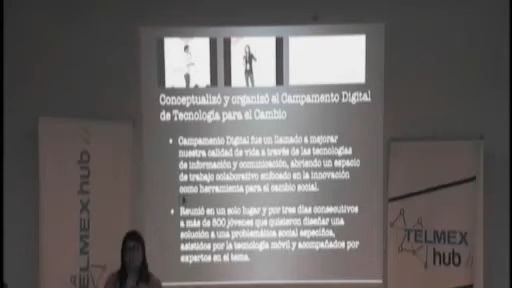 Conceptualizó y organizó el Campamento Digital
de Tecnología para el Cambio
• Campamento Digital fue un llamado a mejorar
nuestra calidad de vida a través de las tecnologías
de información y comunicación, abriendo un espacio
de trabajo colaborativo enfocado en la innovación
como herramienta para el cambio social.
• Reunió en un solo lugar y por tres días consecutivos
a más de 500 jóvenes que quisieron diseñar una
solución a una problemática social específica,
asistidos por la tecnología móvil y acompañados por
expertos en el tema.
TELMEX hub
TELMEX
hub